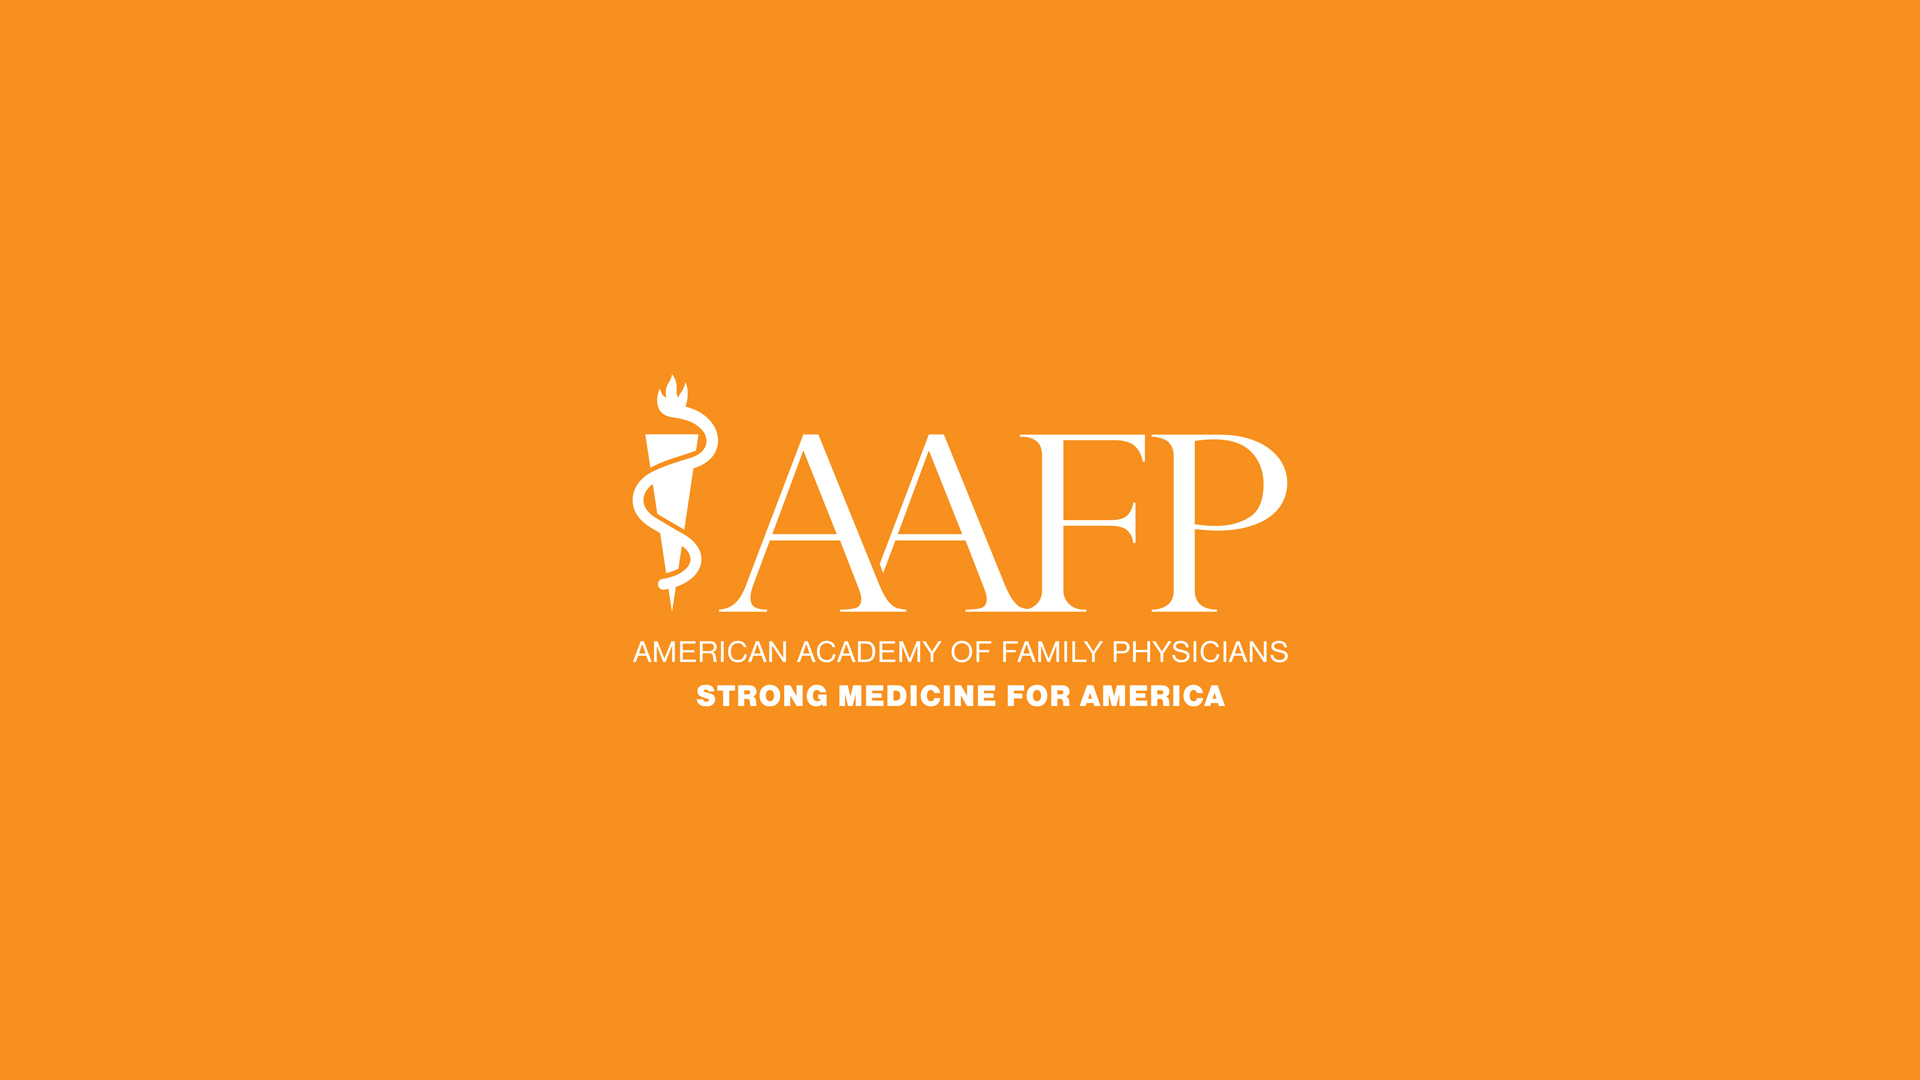 AAFP
AMERICAN ACADEMY OF FAMILY PHYSICIANS
STRONG MEDICINE FOR AMERICA